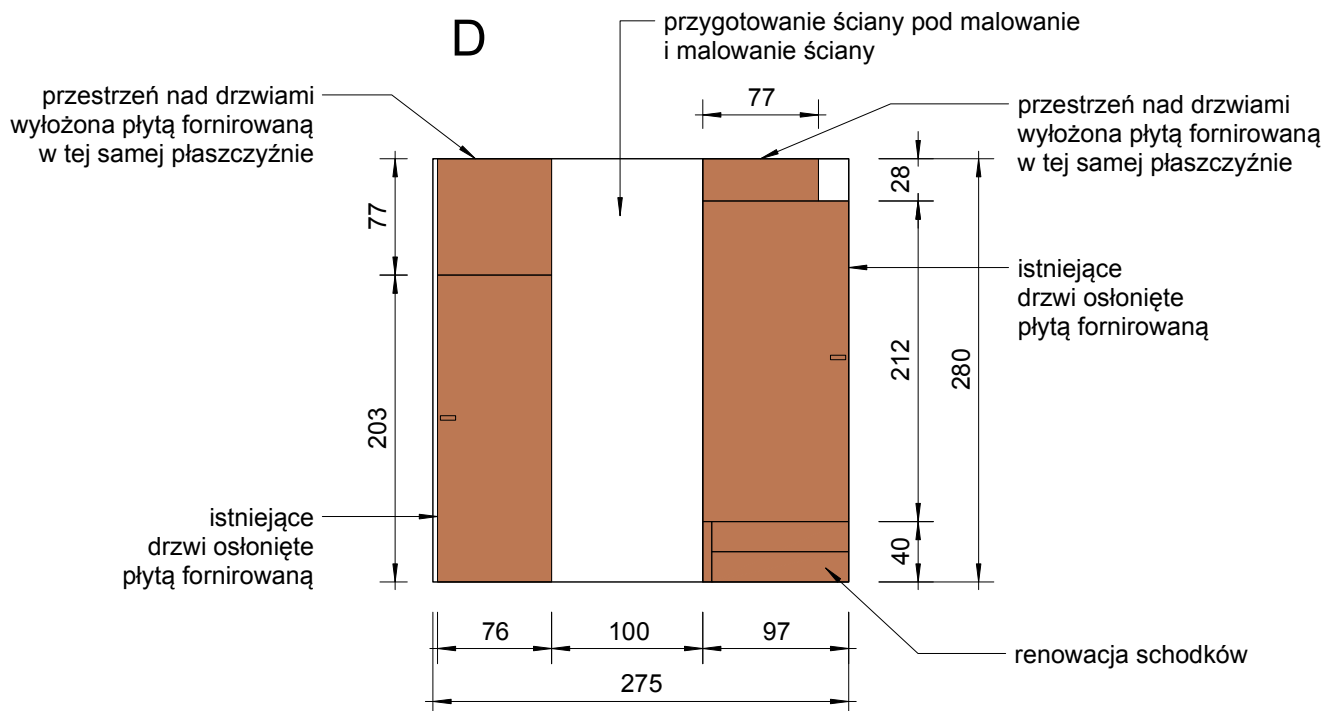 D
przygotowanie ściany pod malowanie
i malowanie ściany
przestrzeń nad drzwiami
wyłożona płytą fornirowaną
w tej samej płaszczyźnie
77
przestrzeń nad drzwiami
wyłożona płytą fornirowaną
w tej samej płaszczyźnie
77
28
istniejące
drzwi osłonięte
płytą fornirowaną
212
280
203
istniejące
drzwi osłonięte
płytą fornirowaną
40
76
100
97
renowacja schodków
275